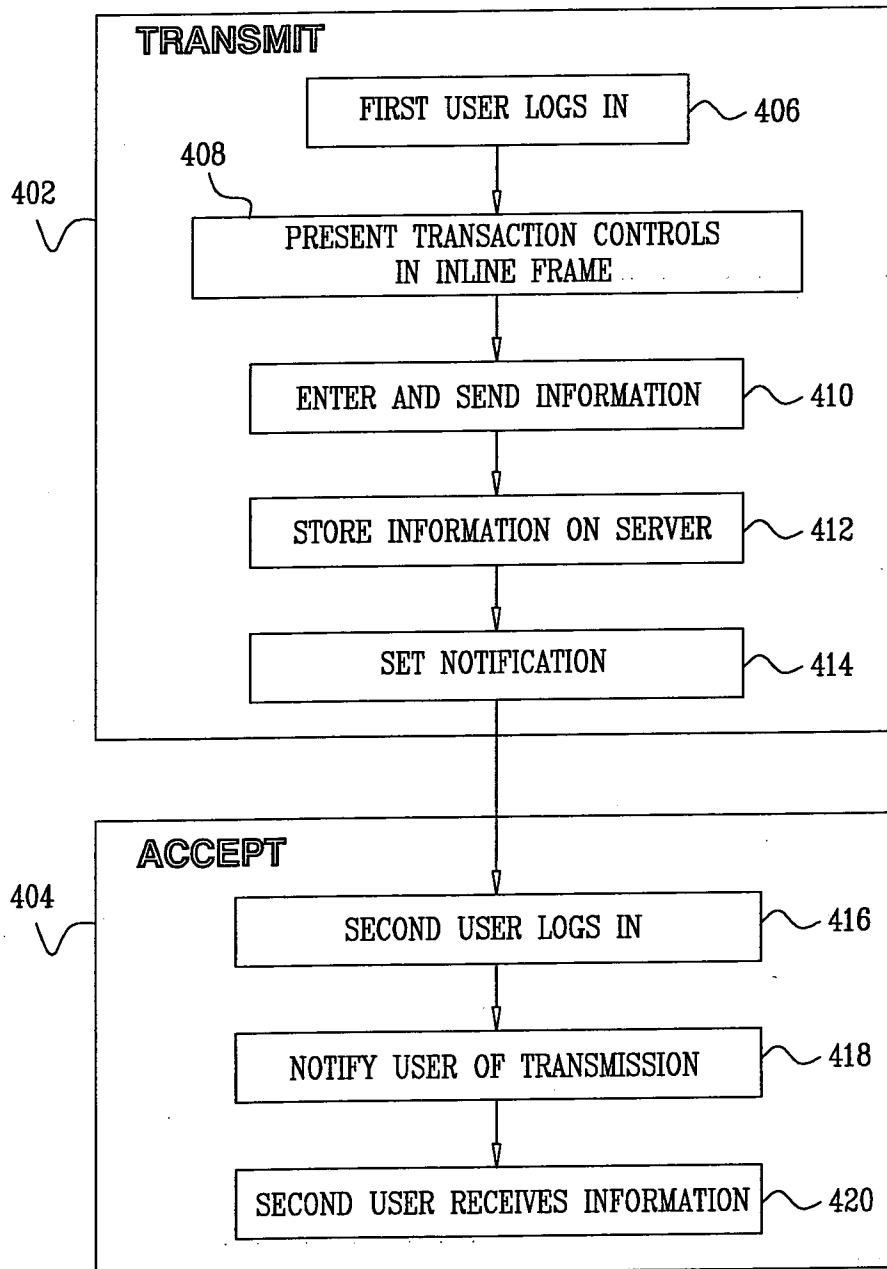 TRANSMIT
FIRST USER LOGS IN
406
408
402
PRESENT TRANSACTION CONTROLS
IN INLINE FRAME
ENTER AND SEND INFORMATION
410
STORE INFORMATION ON SERVER
412
SET NOTIFICATION
414
ACCEPT
404
SECOND USER LOGS IN
416
NOTIFY USER OF TRANSMISSION
418
SECOND USER RECEIVES INFORMATION
420